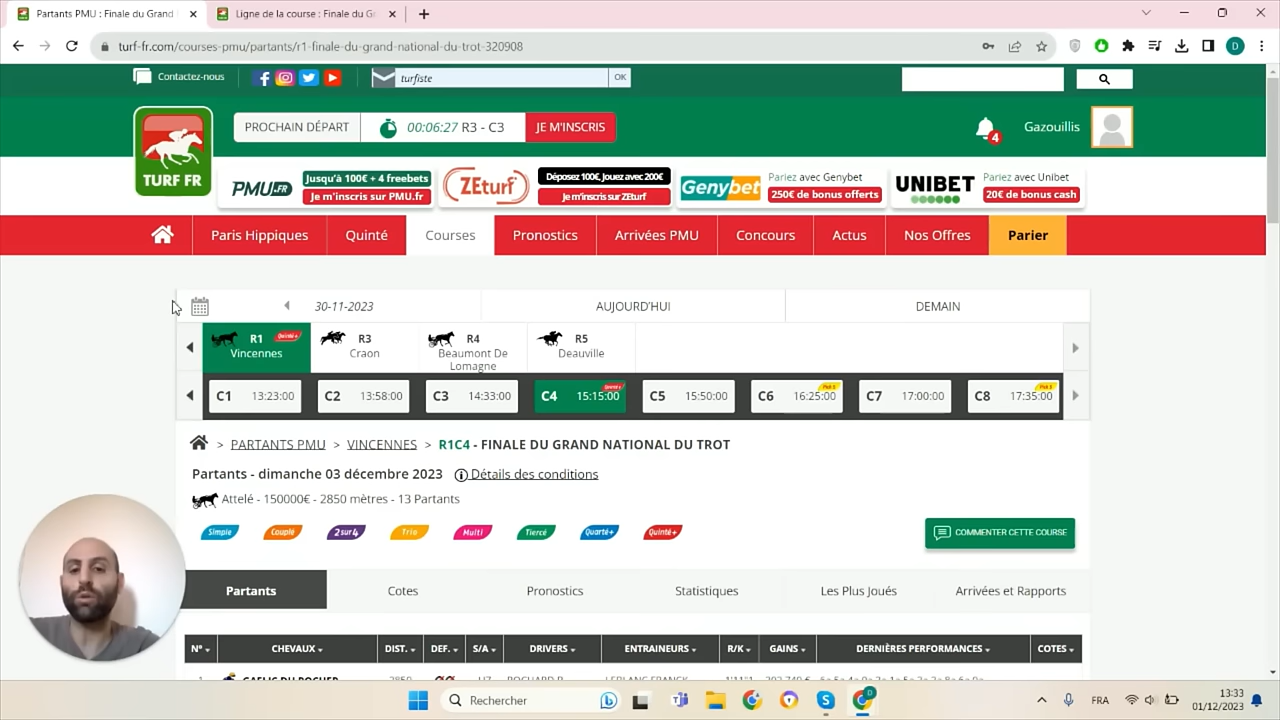 Partants PMU : Finale du Grand
Ligne de la course : Finale du Gr
turf-fr.com/courses-pmu/partants/r1-finale-du-grand-national-du-trot-320908
D
Contactez-nous
turfiste
OK
TURF FR
PROCHAIN DÉPART
00:06:27 R3 - C3
JE M'INSCRIS
4
Gazouillis
PMU.FR
Jusqu'à 100€ + 4 freebets
Je m'inscris sur PMU.fr
ZEturf
Déposez 100€, Jouez avec 200€
Je m'inscris sur ZEturf
Genybet
Pariez avec Genybet
250€ de bonus offerts
UNIBET
Pariez avec Unibet
20€ de bonus cash
Paris Hippiques
Quinté
Courses
Pronostics
Arrivées PMU
Concours
Actus
Nos Offres
Parier
30-11-2023
AUJOURD'HUI
DEMAIN
R1
Quinté+
Vincennes
R3
Craon
R4
Beaumont De
Lomagne
R5
Deauville
C1 13:23:00
C2 13:58:00
C3 14:33:00
C4 15:15:00
Quinté+
C5 15:50:00
C6 16:25:00
Pick 5
C7 17:00:00
C8 17:35:00
Pick 5
> PARTANTS PMU > VINCENNES > R1C4 - FINALE DU GRAND NATIONAL DU TROT
Partants - dimanche 03 décembre 2023
Détails des conditions
Attelé - 150000€ - 2850 mètres - 13 Partants
Simple
Couplé
2 sur 4
Trio
Multi
Tiercé
Quarté+
Quinté+
COMMENTER CETTE COURSE
Partants
Cotes
Pronostics
Statistiques
Les Plus Joués
Arrivées et Rapports
N°
CHEVAUX
DIST.
DEF.
S/A
DRIVERS
ENTRAINEURS
R/K
GAINS
DERNIÈRES PERFORMANCES
COTES
Rechercher
D
FRA
13:33
01/12/2023